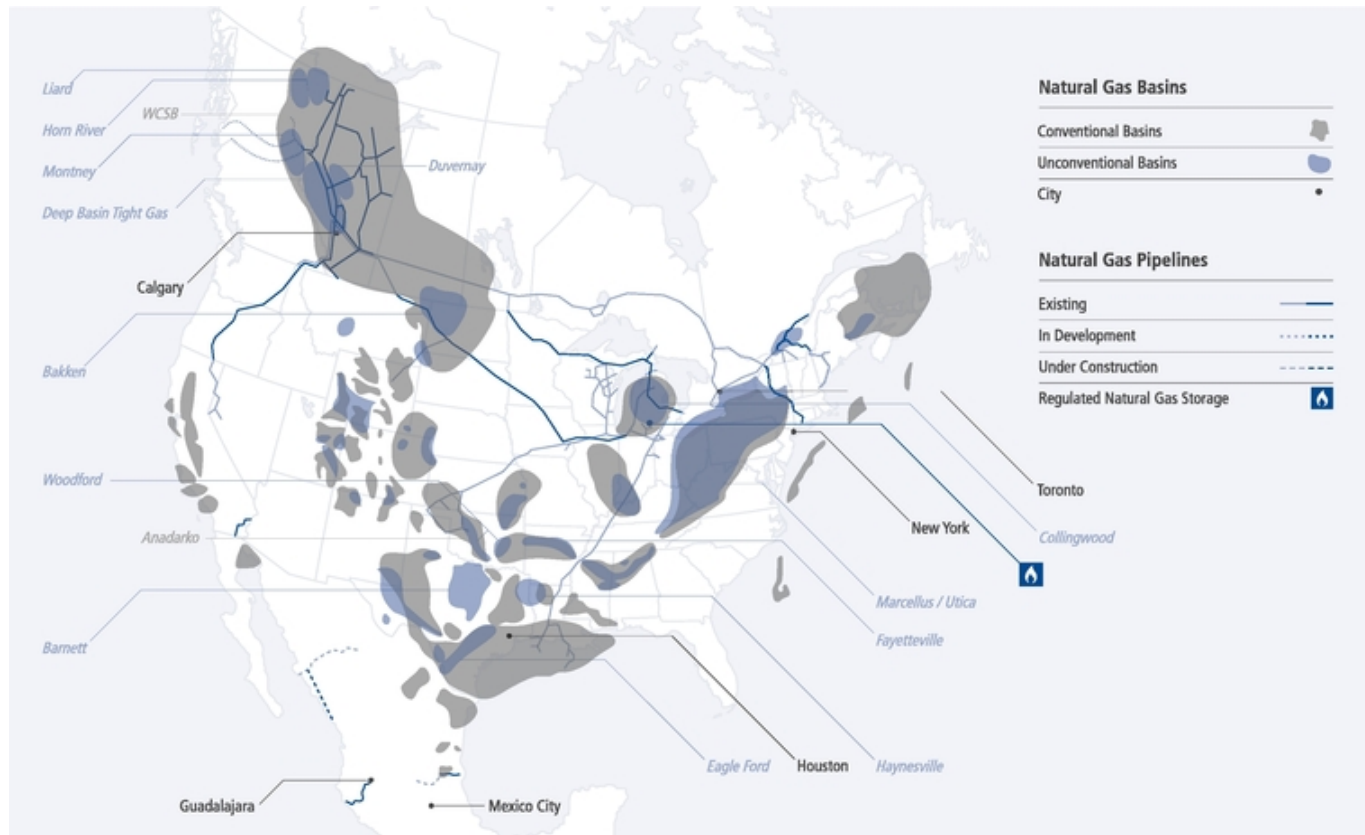 Liard
WCSB
Horn River
Montney
Duvernay
Deep Basin Tight Gas
Calgary
Bakken
Woodford
Anadarko
Barnett
Guadalajara
Mexico City
Eagle Ford
Houston
Haynesville
Fayetteville
Marcellus / Utica
New York
Collingwood
Toronto
Natural Gas Basins
Conventional Basins
Unconventional Basins
City
Natural Gas Pipelines
Existing
In Development
Under Construction
Regulated Natural Gas Storage